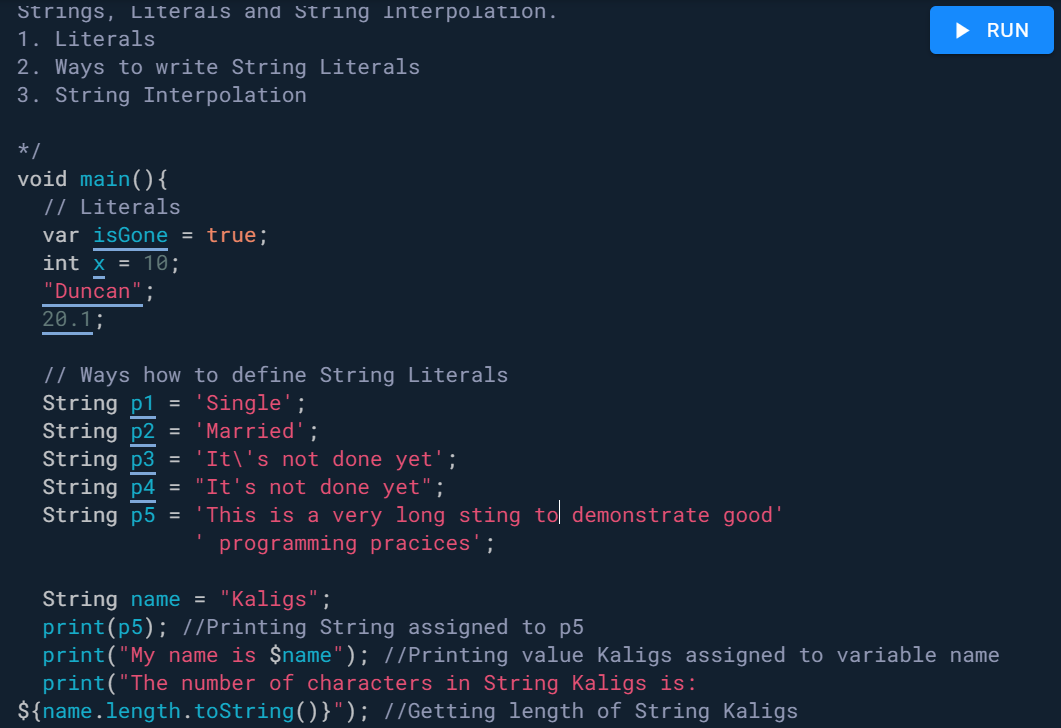 Strings, Literals and String Interpolation.
RUN
1. Literals
2. Ways to write String Literals
3. String Interpolation
*/
void main(){
  // Literals
  var isGone = true;
  int x = 10;
  "Duncan";
  20.1;
  // Ways how to define String Literals
  String p1 = 'Single';
  String p2 = 'Married';
  String p3 = 'It\'s not done yet';
  String p4 = "It's not done yet";
  String p5 = 'This is a very long sting to demonstrate good'
              ' programming pracices';
  String name = "Kaligs";
  print(p5); //Printing String assigned to p5
  print("My name is $name"); //Printing value Kaligs assigned to variable name
  print("The number of characters in String Kaligs is:
${name.length.toString()}"); //Getting length of String Kaligs